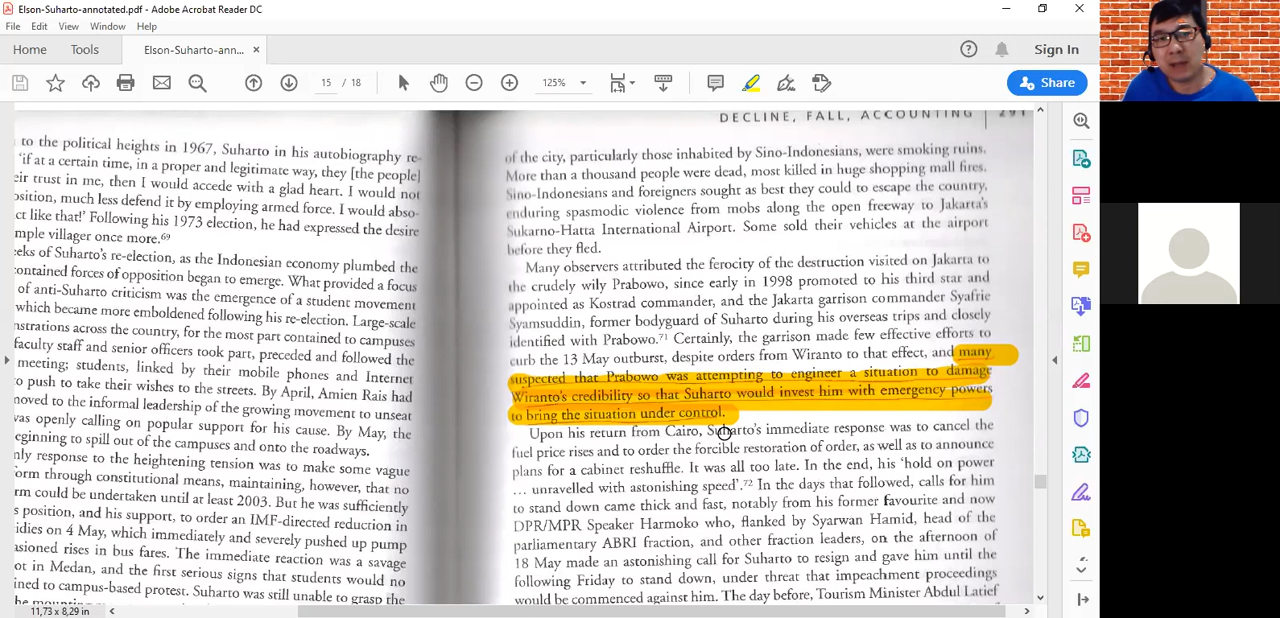 Elson-Suharto-annotated.pdf - Adobe Acrobat Reader DC
File Edit View Window Help
Home Tools Elson-Suharto-ann... × Sign In
15 / 18 125% Share
DECLINE, FALL, ACCOUNTING 291
to the political heights in 1967, Suharto in his autobiography re-
'if at a certain time, in a proper and legitimate way, they [the people]
eir trust in me, then I would accede with a glad heart. I would not
osition, much less defend it by employing armed force. I would abso-
ct like that!' Following his 1973 election, he had expressed the desire
mple villager once more.69
eeks of Suharto's re-election, as the Indonesian economy plumbed the
contained forces of opposition began to emerge. What provided a focus
of anti-Suharto criticism was the emergence of a student movement
which became more emboldened following his re-election. Large-scale
nstrations across the country, for the most part contained to campuses
faculty staff and senior officers took part, preceded and followed the
meeting; students, linked by their mobile phones and Internet
o push to take their wishes to the streets. By April, Amien Rais had
moved to the informal leadership of the growing movement to unseat
was openly calling on popular support for his cause. By May, the
eginning to spill out of the campuses and onto the roadways.
nly response to the heightening tension was to make some vague
form through constitutional means, maintaining, however, that no
rm could be undertaken until at least 2003. But he was sufficiently
s position, and his support, to order an IMF-directed reduction in
idies on 4 May, which immediately and severely pushed up pump
asioned rises in bus fares. The immediate reaction was a savage
ot in Medan, and the first serious signs that students would no
ined to campus-based protest. Suharto was still unable to grasp the
of the city, particularly those inhabited by Sino-Indonesians, were smoking ruins.
More than a thousand people were dead, most killed in huge shopping mall fires.
Sino-Indonesians and foreigners sought as best they could to escape the country,
enduring spasmodic violence from mobs along the open freeway to Jakarta's
Sukarno-Hatta International Airport. Some sold their vehicles at the airport
before they fled.
Many observers attributed the ferocity of the destruction visited on Jakarta to
the crudely wily Prabowo, since early in 1998 promoted to his third star and
appointed as Kostrad commander, and the Jakarta garrison commander Syafrie
Syamsuddin, former bodyguard of Suharto during his overseas trips and closely
identified with Prabowo.71 Certainly, the garrison made few effective efforts to
curb the 13 May outburst, despite orders from Wiranto to that effect, and many
suspected that Prabowo was attempting to engineer a situation to damage
Wiranto's credibility so that Suharto would invest him with emergency powers
to bring the situation under control.
Upon his return from Cairo, Suharto's immediate response was to cancel the
fuel price rises and to order the forcible restoration of order, as well as to announce
plans for a cabinet reshuffle. It was all too late. In the end, his 'hold on power
... unravelled with astonishing speed'.72 In the days that followed, calls for him
to stand down came thick and fast, notably from his former favourite and now
DPR/MPR Speaker Harmoko who, flanked by Syarwan Hamid, head of the
parliamentary ABRI fraction, and other fraction leaders, on the afternoon of
18 May made an astonishing call for Suharto to resign and gave him until the
following Friday to stand down, under threat that impeachment proceedings
would be commenced against him. The day before, Tourism Minister Abdul Latief
11,73 x 8,29 in